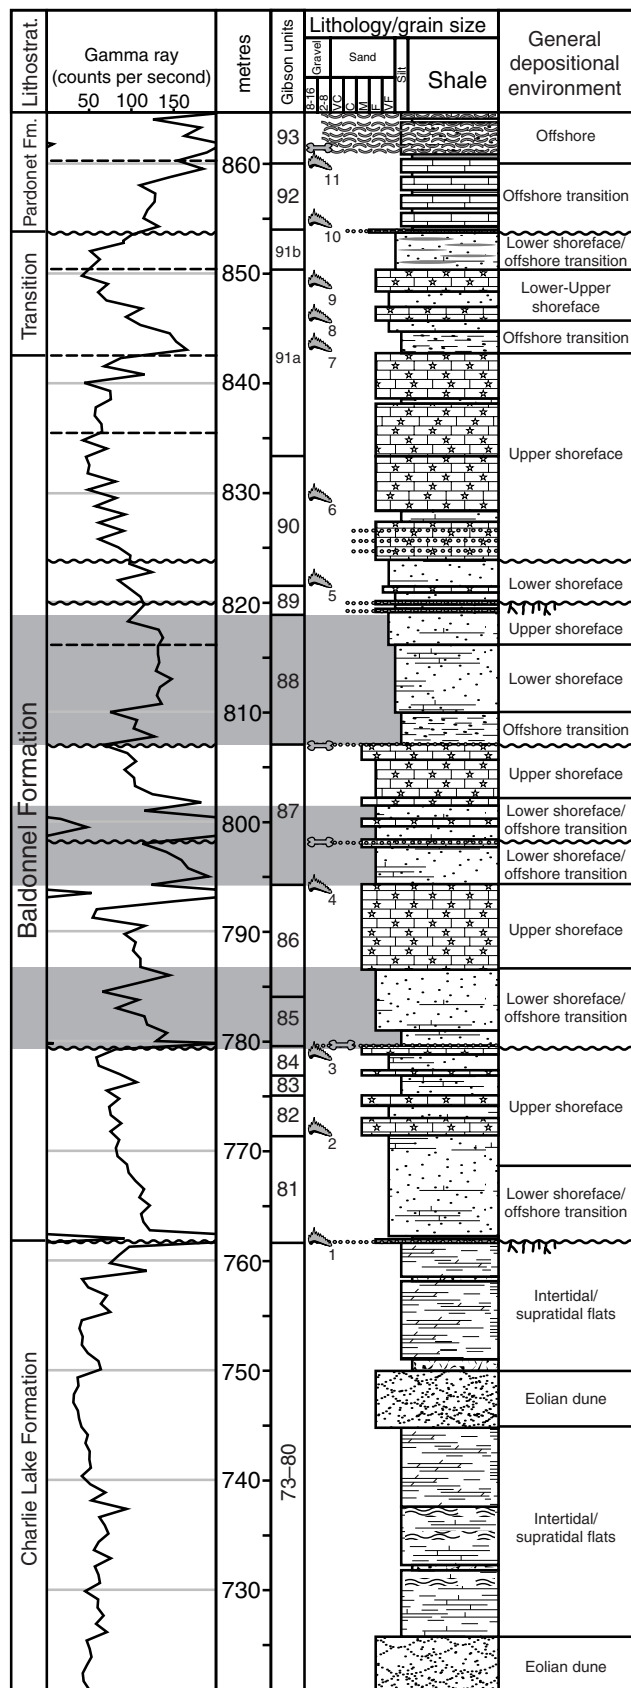 Lithostrat.
Gamma ray
(counts per second)
50 100 150
metres
Gibson units
Lithology/grain size
Gravel
Sand
Silt
Shale
8-16
2-8
VC
C
M
F
VF
General
depositional
environment
Pardonet Fm.
Transition
Baldonnel Formation
Charlie Lake Formation
860
850
840
830
820
810
800
790
780
770
760
750
740
730
93
92
91b
91a
90
89
88
87
86
85
84
83
82
81
73–80
11
10
9
8
7
6
5
4
3
2
1
Offshore
Offshore transition
Lower shoreface/
offshore transition
Lower-Upper
shoreface
Offshore transition
Upper shoreface
Lower shoreface
Upper shoreface
Lower shoreface
Offshore transition
Upper shoreface
Lower shoreface/
offshore transition
Lower shoreface/
offshore transition
Upper shoreface
Lower shoreface/
offshore transition
Upper shoreface
Lower shoreface/
offshore transition
Intertidal/
supratidal flats
Eolian dune
Intertidal/
supratidal flats
Eolian dune